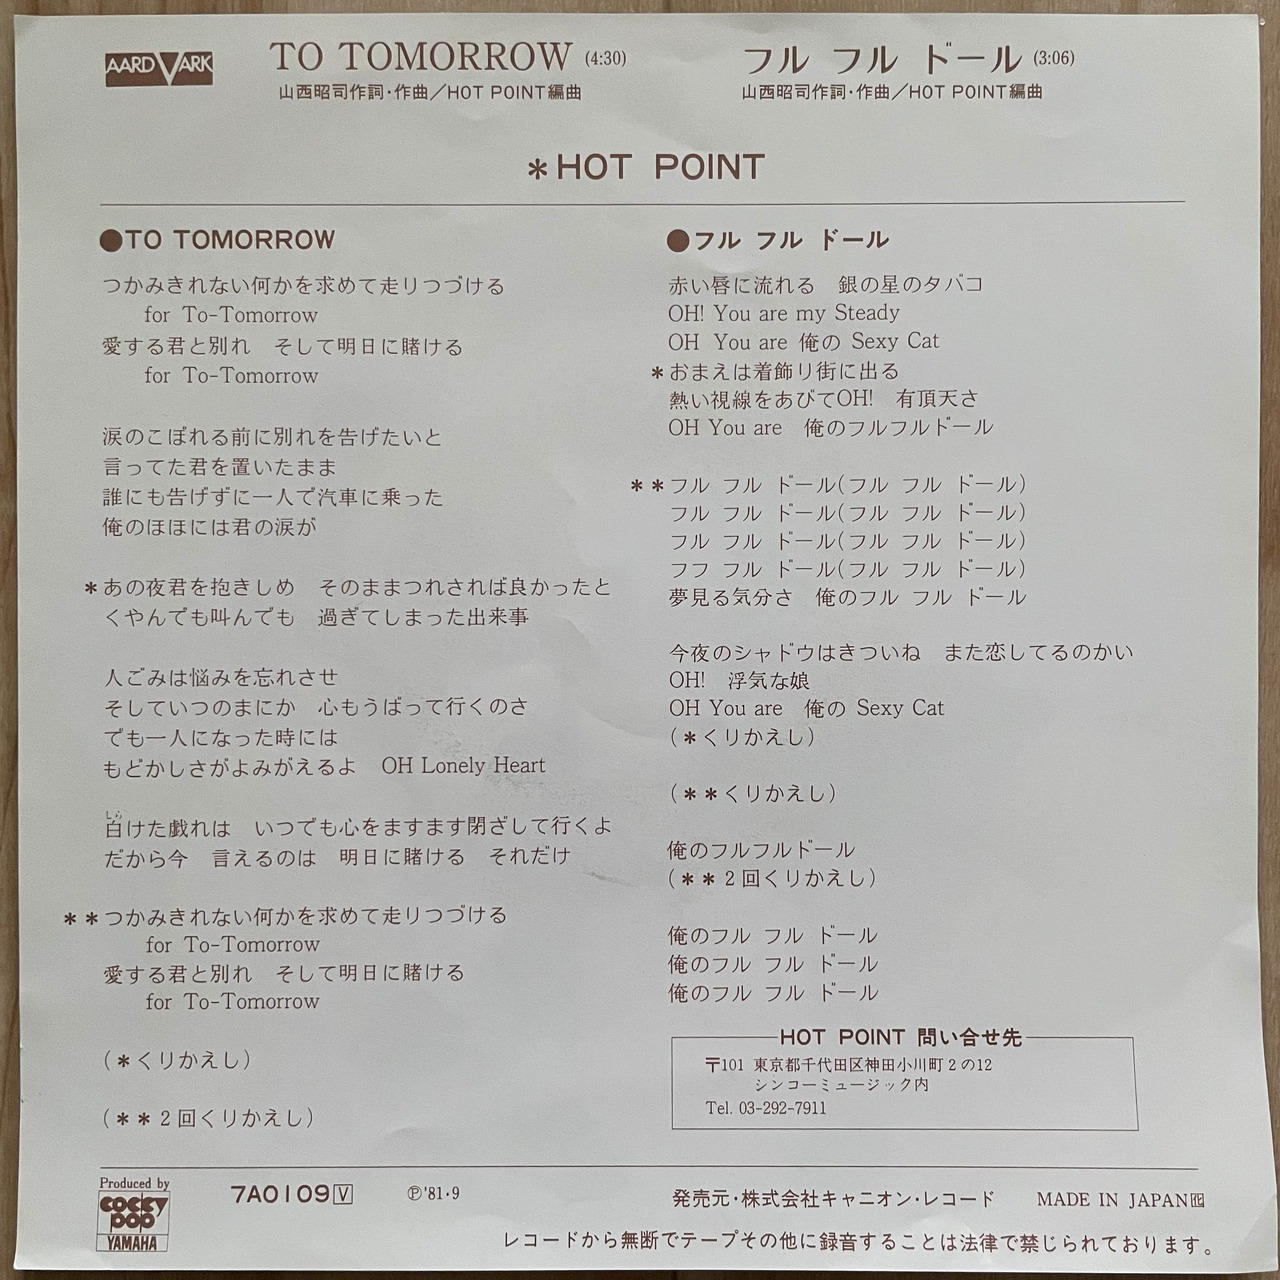 AARDVARK
TO TOMORROW (4:30)
山西昭司作詞・作曲／HOT POINT編曲
フル フル ドール (3:06)
山西昭司作詞・作曲／HOT POINT編曲
＊HOT POINT
●TO TOMORROW
つかみきれない何かを求めて走りつづける
for To-Tomorrow
愛する君と別れ　そして明日に賭ける
for To-Tomorrow
涙のこぼれる前に別れを告げたいと
言ってた君を置いたまま
誰にも告げずに一人で汽車に乗った
俺のほほには君の涙が
＊あの夜君を抱きしめ　そのままつれされば良かったと
くやんでも叫んでも　過ぎてしまった出来事
人ごみは悩みを忘れさせ
そしていつのまにか　心もうばって行くのさ
でも一人になった時には
もどかしさがよみがえるよ　OH Lonely Heart
しら
白けた戯れは　いつでも心をますます閉ざして行くよ
だから今　言えるのは　明日に賭ける　それだけ
＊＊つかみきれない何かを求めて走りつづける
for To-Tomorrow
愛する君と別れ　そして明日に賭ける
for To-Tomorrow
(＊くりかえし)
(＊＊2回くりかえし)
●フル フル ドール
赤い唇に流れる　銀の星のタバコ
OH! You are my Steady
OH You are 俺の Sexy Cat
＊おまえは着飾り街に出る
熱い視線をあびてOH!　有頂天さ
OH You are　俺のフルフルドール
＊＊フル フル ドール(フル フル ドール)
フル フル ドール(フル フル ドール)
フル フル ドール(フル フル ドール)
フフ フル ドール(フル フル ドール)
夢見る気分さ　俺のフル フル ドール
今夜のシャドウはきついね　また恋してるのかい
OH!　浮気な娘
OH You are　俺の Sexy Cat
(＊くりかえし)
(＊＊くりかえし)
俺のフルフルドール
(＊＊2回くりかえし)
俺のフル フル ドール
俺のフル フル ドール
俺のフル フル ドール
HOT POINT 問い合せ先
〒101 東京都千代田区神田小川町2の12
シンコーミュージック内
Tel. 03-292-7911
Produced by
cocky
pop
YAMAHA
7A0109 V
℗'81・9
発売元・株式会社キャニオン・レコード
MADE IN JAPAN
レコードから無断でテープその他に録音することは法律で禁じられております。